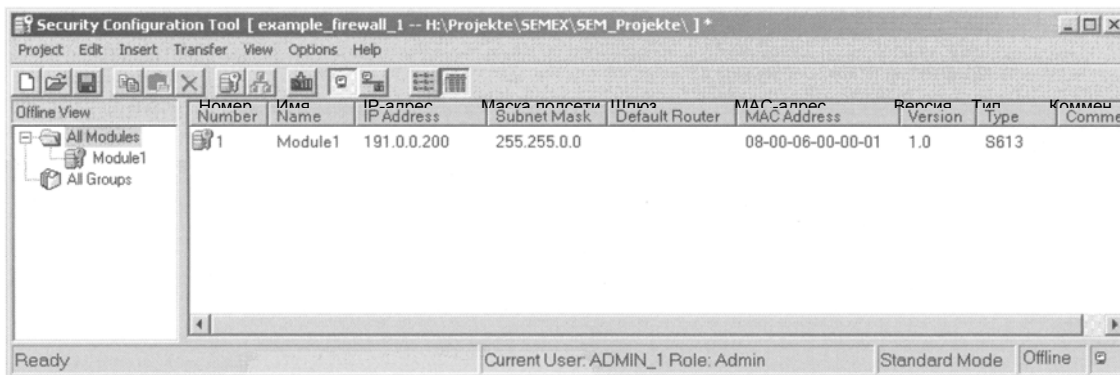 Security Configuration Tool [ example_firewall_1 -- H:\Projekte\SEMEX\SEM_Projekte\ ] *
Project Edit Insert Transfer View Options Help
Offline View
All Modules
Module1
All Groups
Номер Имя IP-адрес Маска подсети Шлюз MAC-адрес Версия Тип Коммен
Number Name IP Address Subnet Mask Default Router MAC Address Version Type Comme
1 Module1 191.0.0.200 255.255.0.0 08-00-06-00-00-01 1.0 S613
Ready Current User: ADMIN_1 Role: Admin Standard Mode Offline